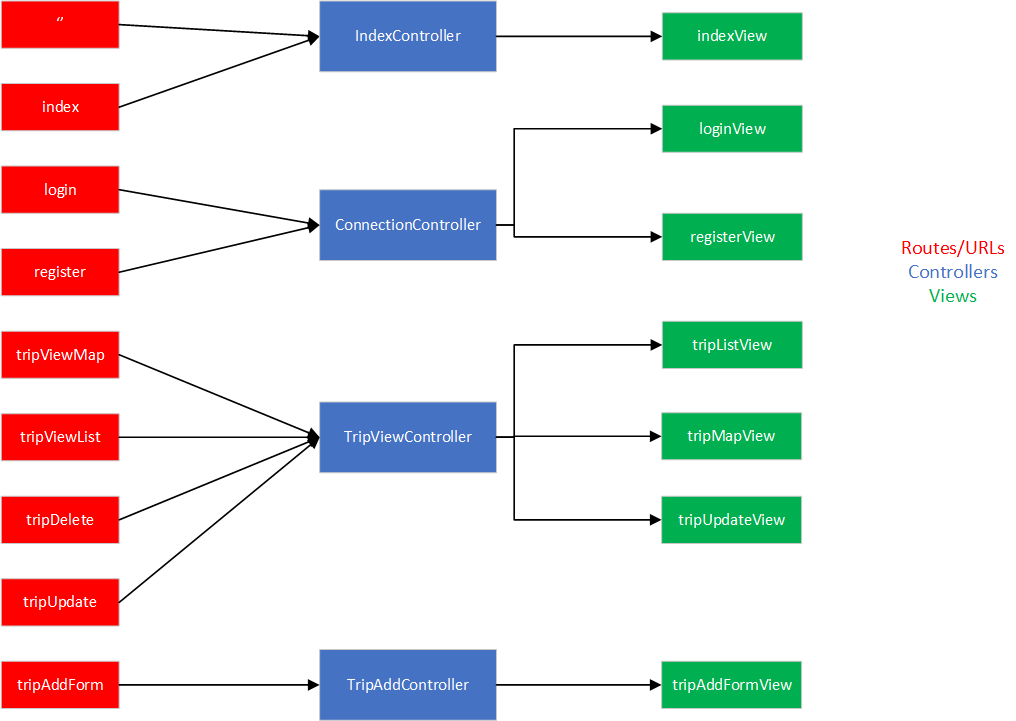 ‘’
IndexController
indexView
index
loginView
login
ConnectionController
registerView
register
Routes/URLs
Controllers
Views
tripViewMap
tripListView
tripViewList
TripViewController
tripMapView
tripDelete
tripUpdateView
tripUpdate
tripAddForm
TripAddController
tripAddFormView